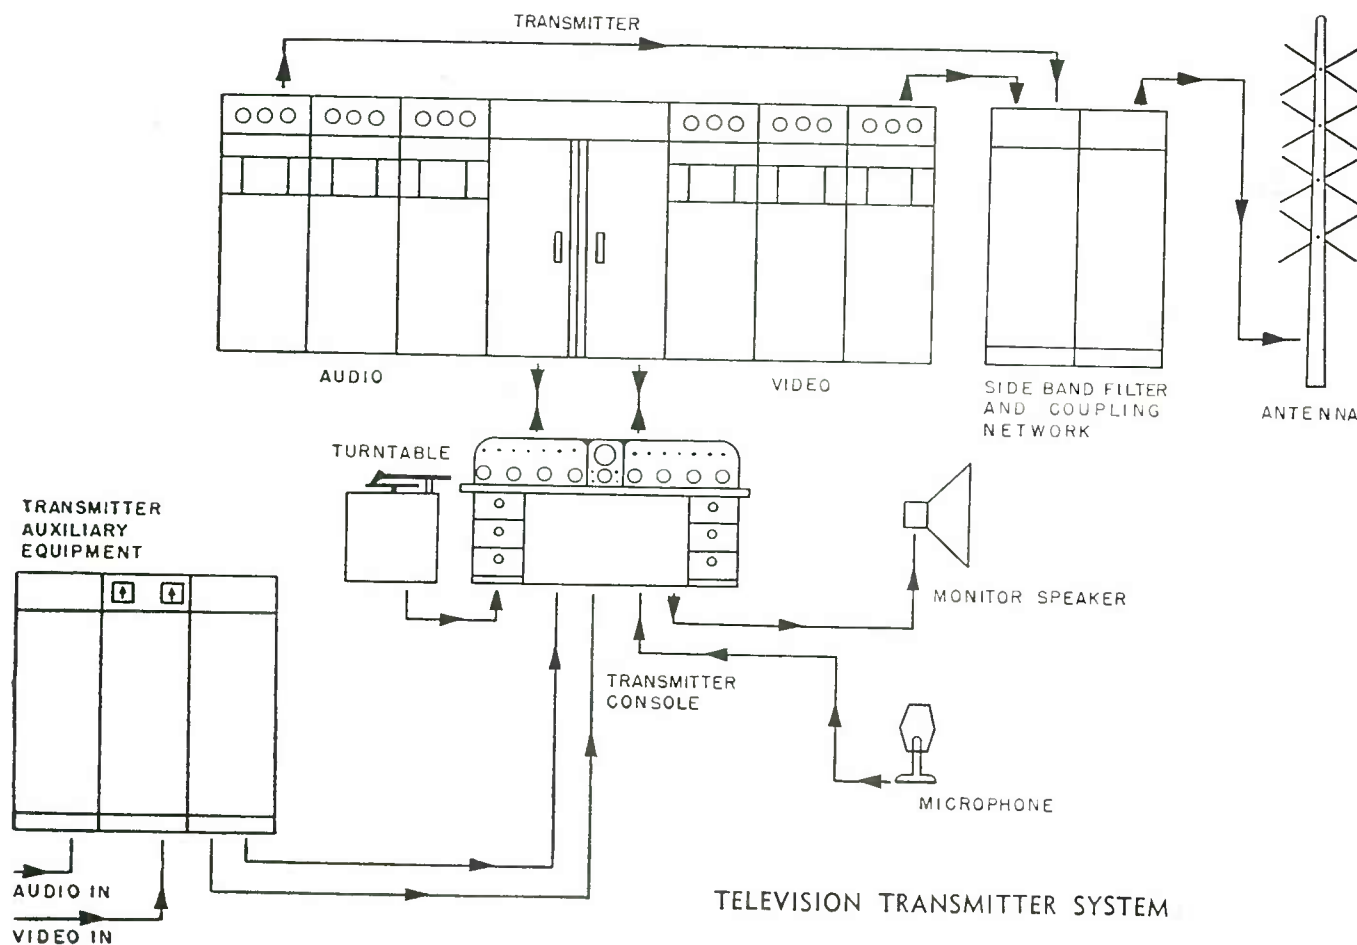 TRANSMITTER
AUDIO
VIDEO
SIDE BAND FILTER
AND COUPLING
NETWORK
ANTENNA
TURNTABLE
TRANSMITTER
AUXILIARY
EQUIPMENT
MONITOR SPEAKER
TRANSMITTER
CONSOLE
MICROPHONE
AUDIO IN
VIDEO IN
TELEVISION TRANSMITTER SYSTEM